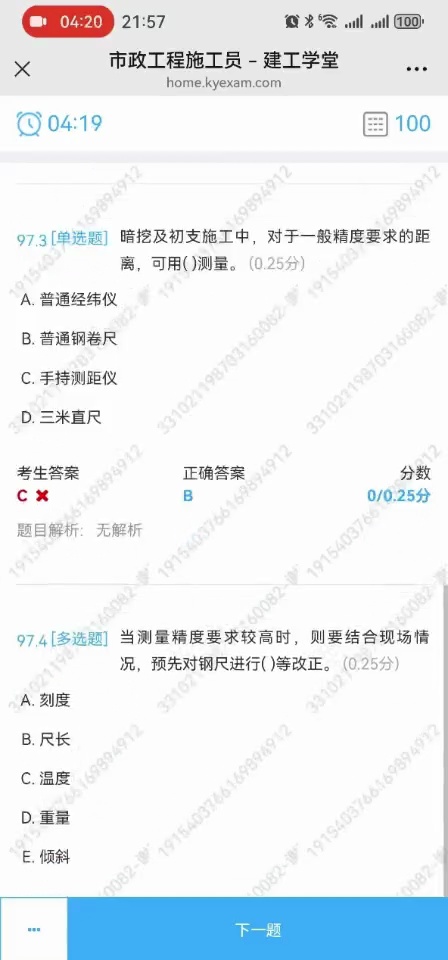 04:20 21:57 100
市政工程施工员 – 建工学堂
home.kyexam.com
04:19 100
97.3 [单选题] 暗挖及初支施工中，对于一般精度要求的距
离，可用( )测量。 (0.25分)
A. 普通经纬仪
B. 普通钢卷尺
C. 手持测距仪
D. 三米直尺
考生答案 正确答案 分数
C ✖ B 0/0.25分
题目解析： 无解析
97.4 [多选题] 当测量精度要求较高时，则要结合现场情
况，预先对钢尺进行( )等改正。 (0.25分)
A. 刻度
B. 尺长
C. 温度
D. 重量
E. 倾斜
··· 下一题